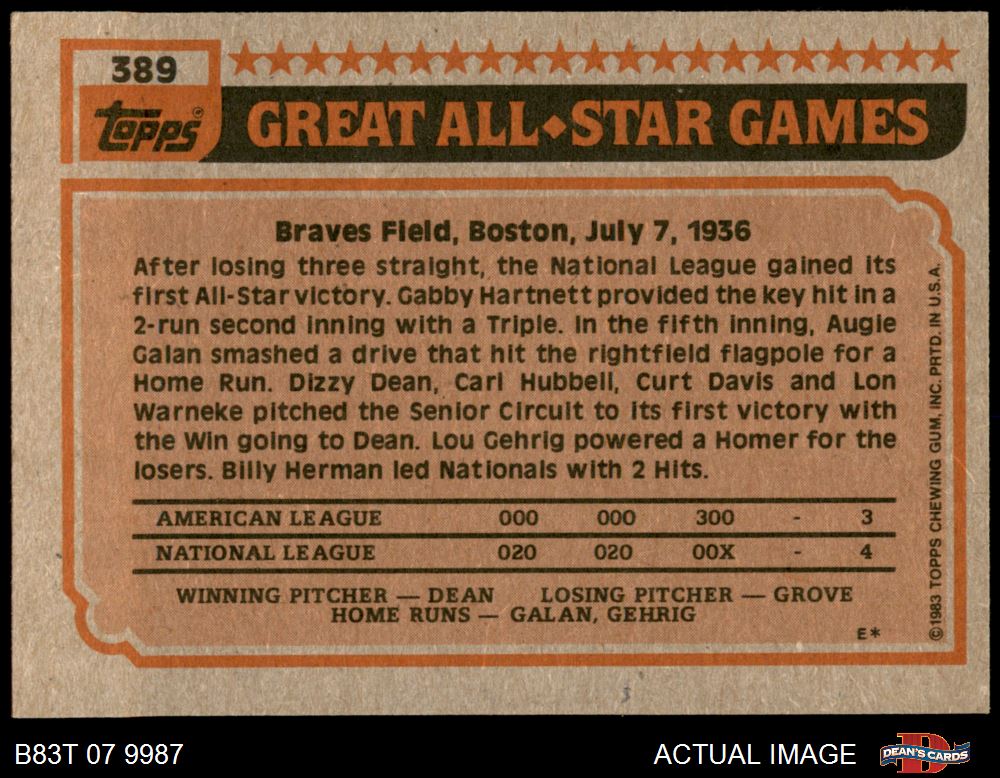 389
topps®
GREAT ALL◆STAR GAMES
Braves Field, Boston, July 7, 1936
After losing three straight, the National League gained its
first All-Star victory. Gabby Hartnett provided the key hit in a
2-run second inning with a Triple. In the fifth inning, Augie
Galan smashed a drive that hit the rightfield flagpole for a
Home Run. Dizzy Dean, Carl Hubbell, Curt Davis and Lon
Warneke pitched the Senior Circuit to its first victory with
the Win going to Dean. Lou Gehrig powered a Homer for the
losers. Billy Herman led Nationals with 2 Hits.
AMERICAN LEAGUE 000 000 300 - 3
NATIONAL LEAGUE 020 020 00X - 4
WINNING PITCHER — DEAN LOSING PITCHER — GROVE
HOME RUNS — GALAN, GEHRIG
E*
©1983 TOPPS CHEWING GUM, INC. PRTD. IN U.S.A.
B83T 07 9987
ACTUAL IMAGE
DEAN'S CARDS